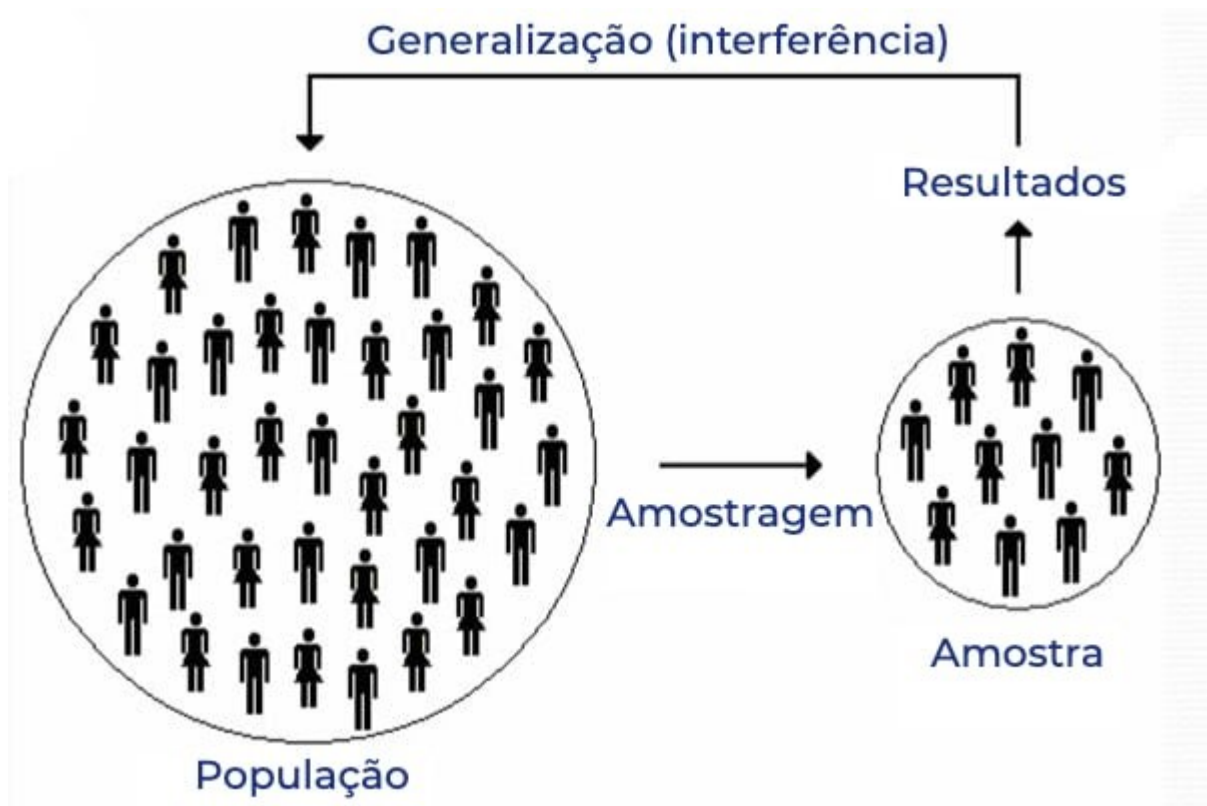 Generalização (interferência)
Resultados
Amostragem
Amostra
População